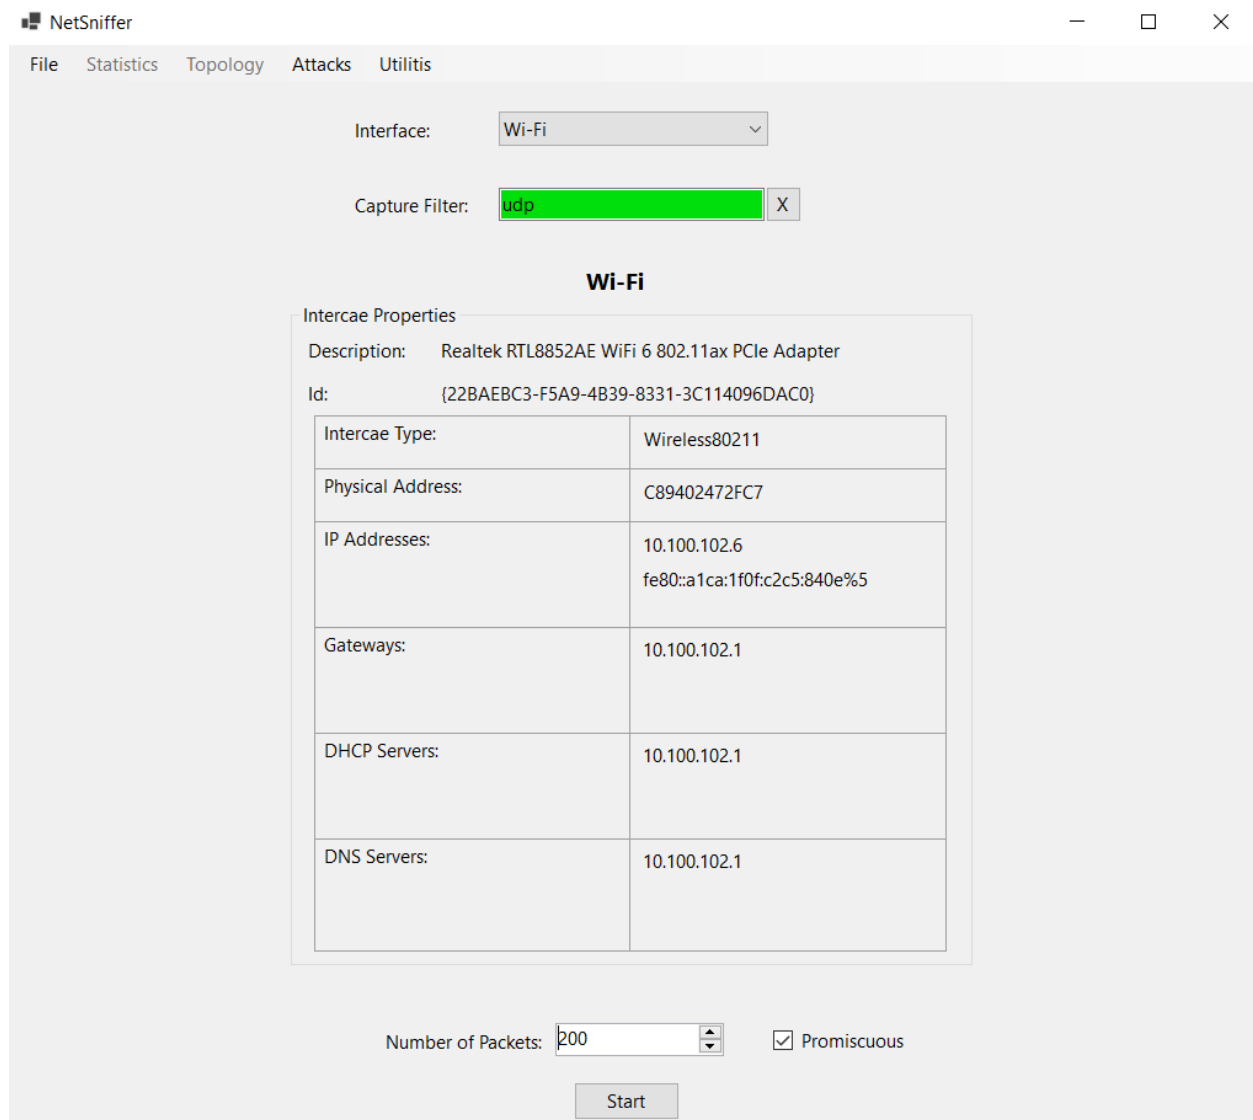 NetSniffer
File Statistics Topology Attacks Utilitis
Interface: Wi-Fi
Capture Filter: udp X
Wi-Fi
Intercae Properties
Description: Realtek RTL8852AE WiFi 6 802.11ax PCIe Adapter
Id: {22BAEBC3-F5A9-4B39-8331-3C114096DAC0}
Intercae Type: Wireless80211
Physical Address: C89402472FC7
IP Addresses: 10.100.102.6
fe80::a1ca:1f0f:c2c5:840e%5
Gateways: 10.100.102.1
DHCP Servers: 10.100.102.1
DNS Servers: 10.100.102.1
Number of Packets: 200 Promiscuous
Start